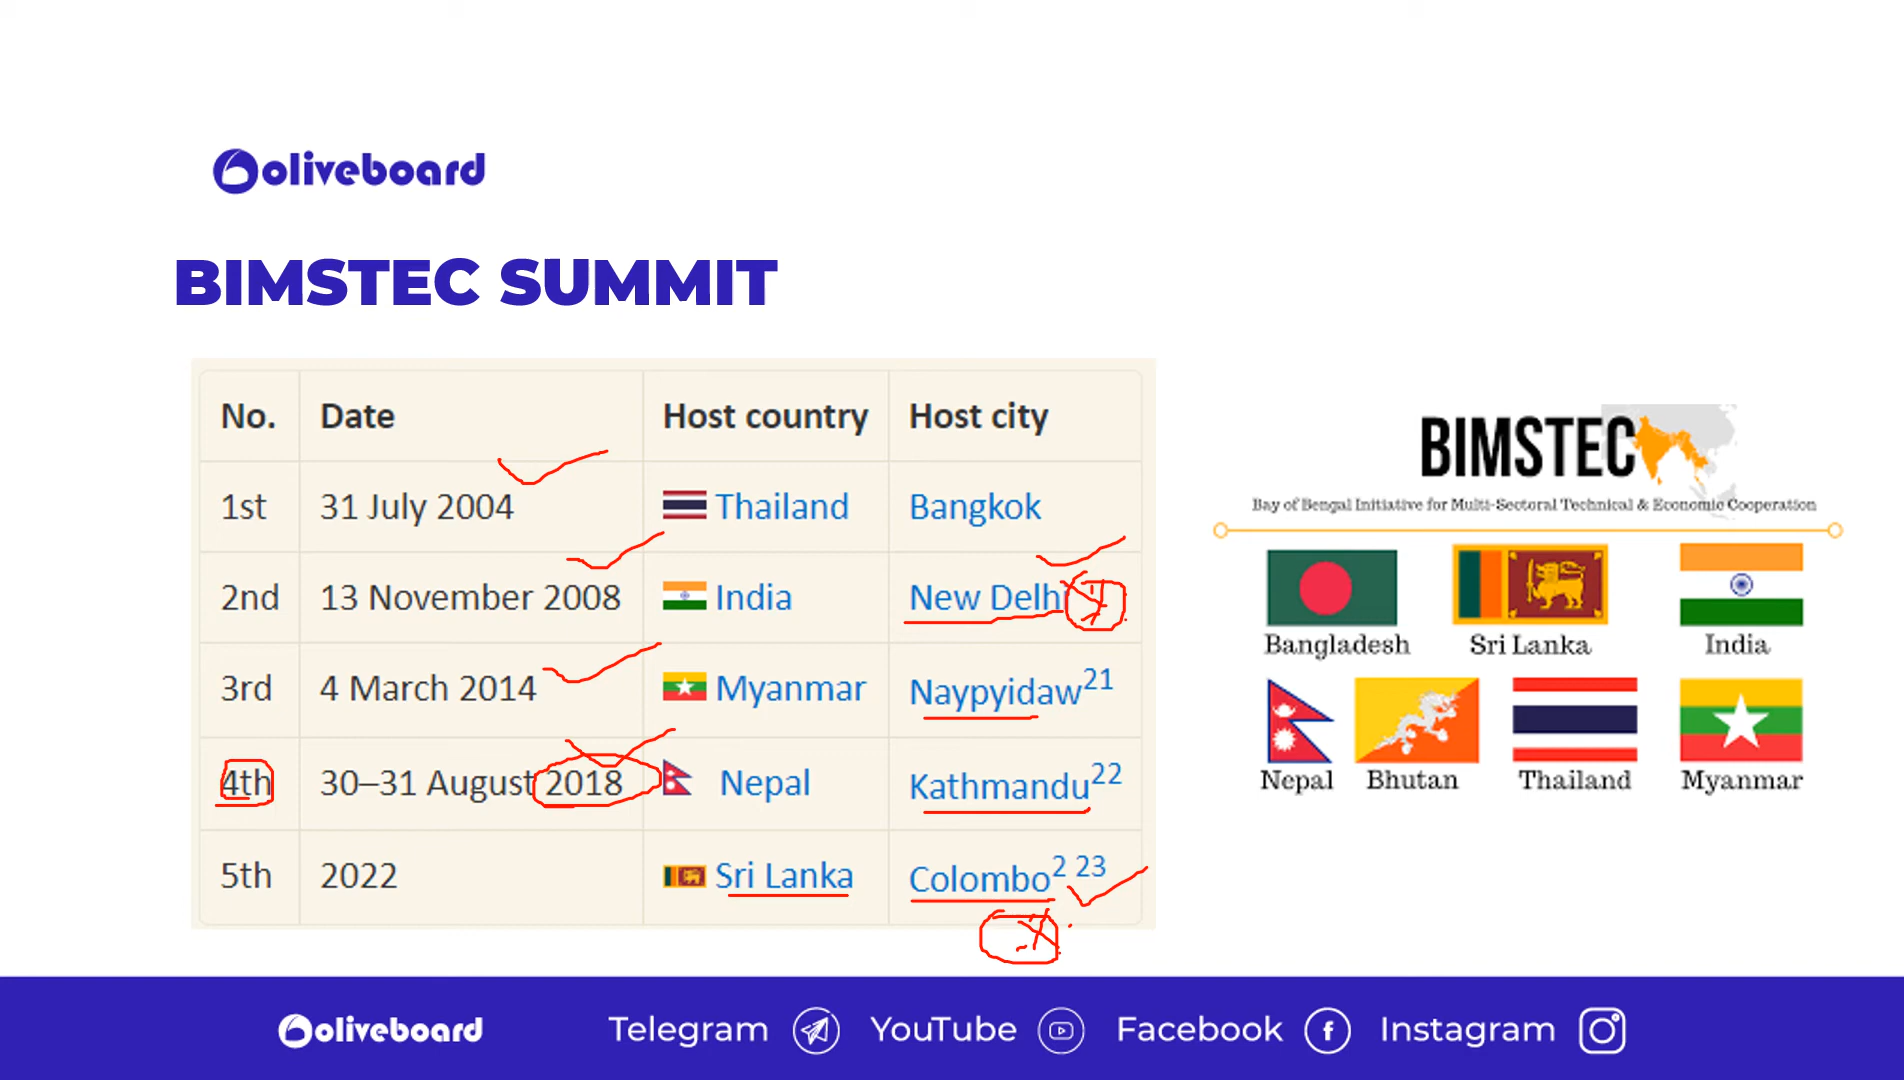 oliveboard
BIMSTEC SUMMIT
No. Date Host country Host city
1st 31 July 2004 Thailand Bangkok
2nd 13 November 2008 India New Delhi
3rd 4 March 2014 Myanmar Naypyidaw21
4th 30–31 August 2018 Nepal Kathmandu22
5th 2022 Sri Lanka Colombo2 23
BIMSTEC
Bay of Bengal Initiative for Multi-Sectoral Technical & Economic Cooperation
Bangladesh Sri Lanka India
Nepal Bhutan Thailand Myanmar
oliveboard Telegram YouTube Facebook Instagram